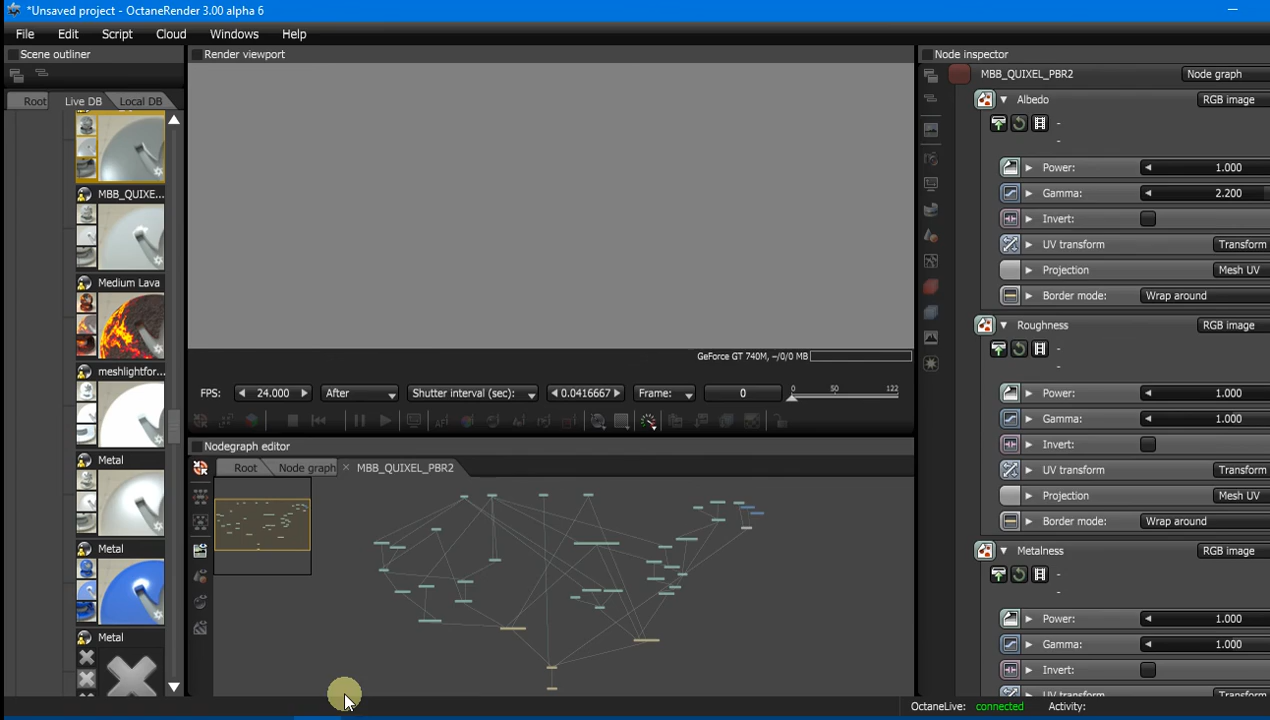 *Unsaved project - OctaneRender 3.00 alpha 6
File Edit Script Cloud Windows Help
Scene outliner
Root Live DB Local DB
MBB_QUIXE...
Medium Lava
meshlightfor...
Metal
Metal
Metal
Render viewport
GeForce GT 740M, -/0/0 MB
FPS: 24.000 After Shutter interval (sec): 0.0416667 Frame: 0 0 50 122
Nodegraph editor
Root Node graph MBB_QUIXEL_PBR2
Node inspector
MBB_QUIXEL_PBR2 Node graph
Albedo RGB image
-
-
Power: 1.000
Gamma: 2.200
Invert:
UV transform Transform
Projection Mesh UV
Border mode: Wrap around
Roughness RGB image
-
-
Power: 1.000
Gamma: 1.000
Invert:
UV transform Transform
Projection Mesh UV
Border mode: Wrap around
Metalness RGB image
-
-
Power: 1.000
Gamma: 1.000
Invert:
UV transform Transform
OctaneLive: connected Activity: